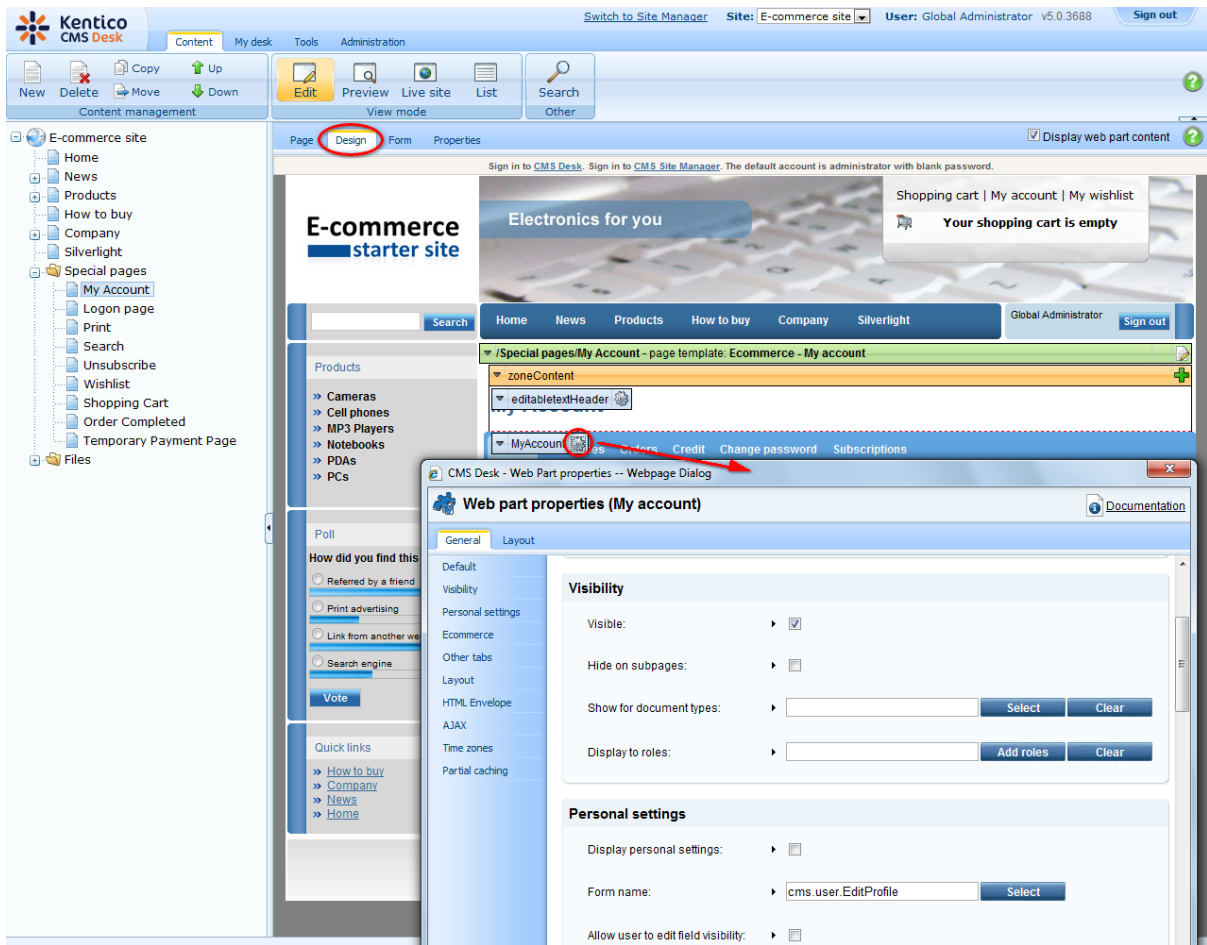 Kentico
CMS Desk
Switch to Site Manager Site: E-commerce site User: Global Administrator v5.0.3688 Sign out
Content My desk Tools Administration
New Delete Copy Move Up Down
Content management
Edit Preview Live site List
View mode
Search
Other
E-commerce site
Home
News
Products
How to buy
Company
Silverlight
Special pages
My Account
Logon page
Print
Search
Unsubscribe
Wishlist
Shopping Cart
Order Completed
Temporary Payment Page
Files
Page Design Form Properties
Display web part content
Sign in to CMS Desk. Sign in to CMS Site Manager. The default account is administrator with blank password.
E-commerce
starter site
Electronics for you
Shopping cart | My account | My wishlist
Your shopping cart is empty
Search
Home News Products How to buy Company Silverlight
Global Administrator
Sign out
Products
» Cameras
» Cell phones
» MP3 Players
» Notebooks
» PDAs
» PCs
/Special pages/My Account - page template: Ecommerce - My account
zoneContent
editabletextHeader
My Account
MyAccount
Orders Credit Change password Subscriptions
Poll
How did you find this
Referred by a friend
Print advertising
Link from another we
Search engine
Vote
Quick links
» How to buy
» Company
» News
» Home
CMS Desk - Web Part properties -- Webpage Dialog
x
Web part properties (My account)
Documentation
General Layout
Default
Visibility
Personal settings
Ecommerce
Other tabs
Layout
HTML Envelope
AJAX
Time zones
Partial caching
Visibility
Visible:
Hide on subpages:
Show for document types: Select Clear
Display to roles: Add roles Clear
Personal settings
Display personal settings:
Form name: cms.user.EditProfile Select
Allow user to edit field visibility: